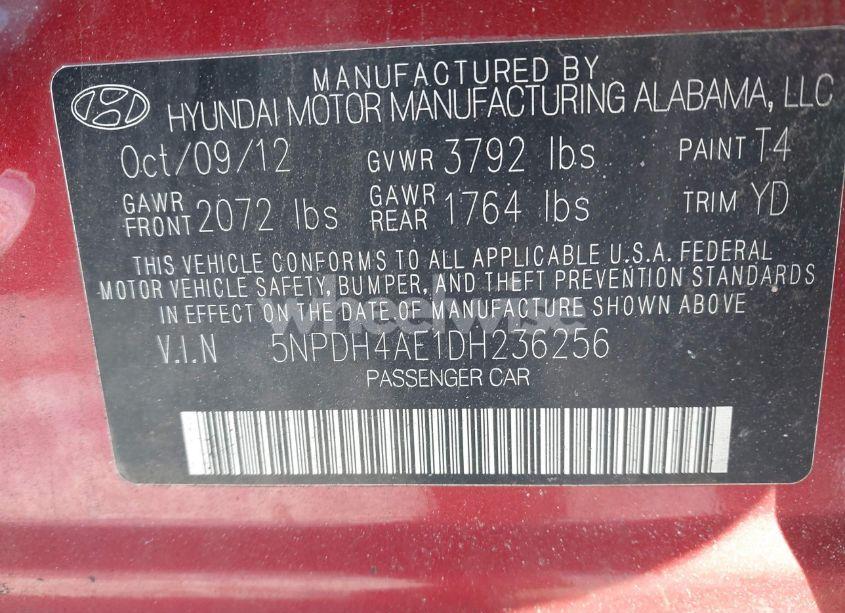 MANUFACTURED BY
HYUNDAI MOTOR MANUFACTURING ALABAMA, LLC
Oct/09/12 GVWR 3792 lbs PAINT T4
GAWR FRONT 2072 lbs GAWR REAR 1764 lbs TRIM YD
THIS VEHICLE CONFORMS TO ALL APPLICABLE U.S.A. FEDERAL
MOTOR VEHICLE SAFETY, BUMPER, AND THEFT PREVENTION STANDARDS
IN EFFECT ON THE DATE OF MANUFACTURE SHOWN ABOVE
wheelwise
V.I.N 5NPDH4AE1DH236256
PASSENGER CAR